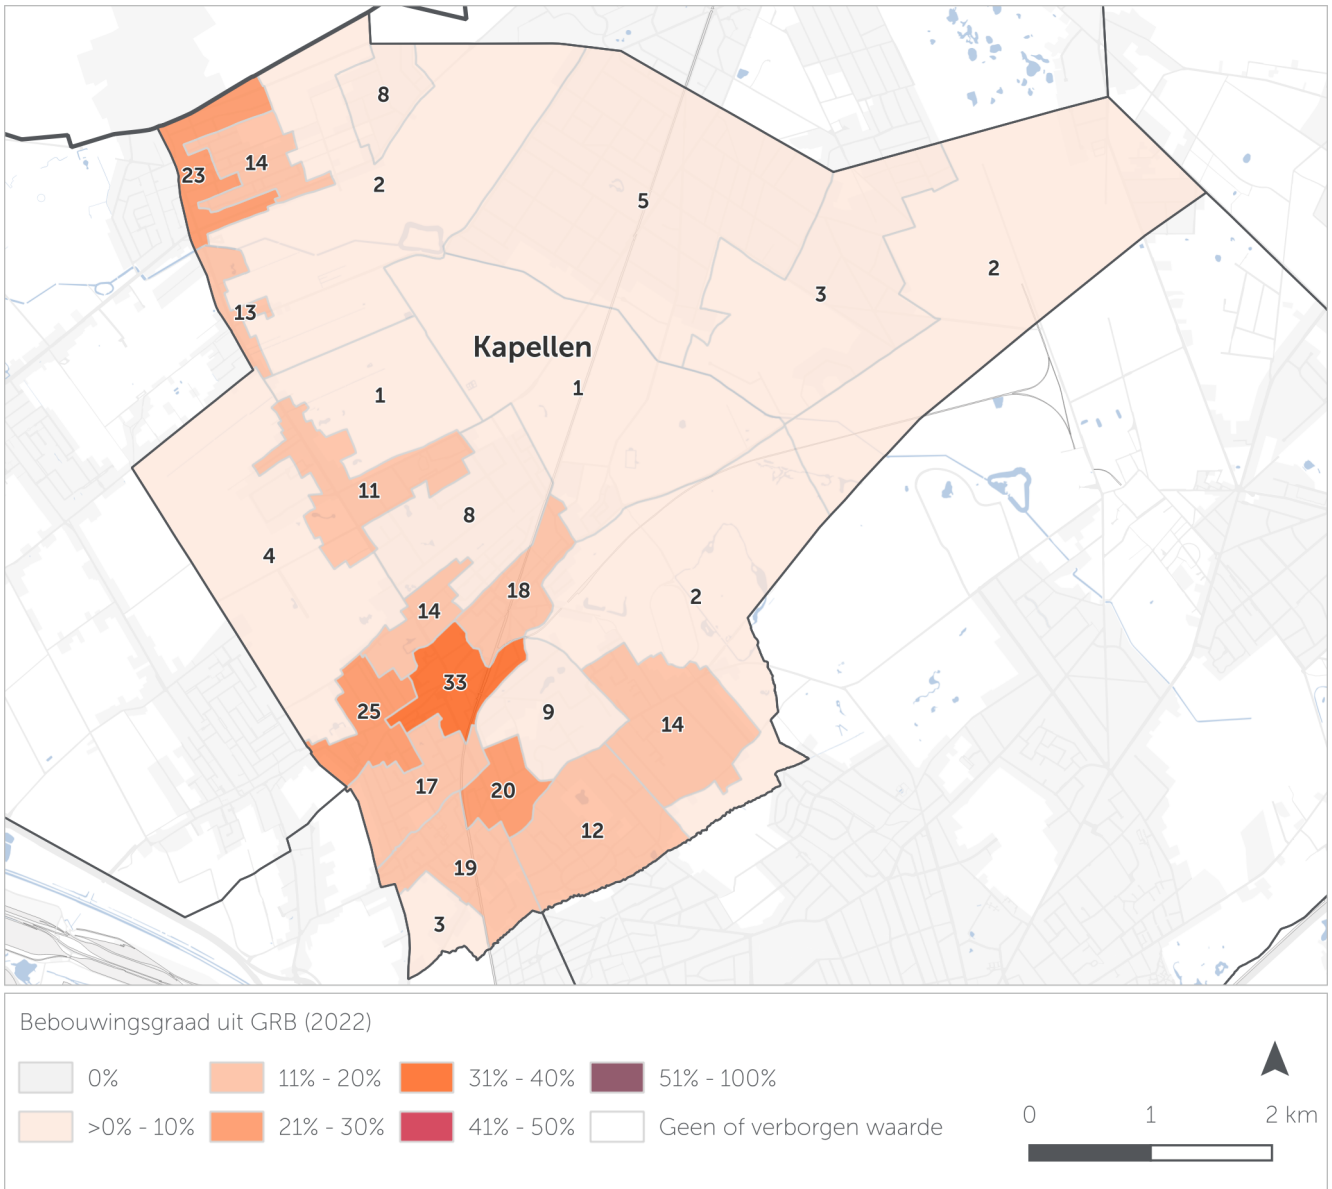 8
14
23
2
5
2
3
13
Kapellen
1
1
11
8
4
18
2
14
33
25
9
14
17
20
12
19
3
Bebouwingsgraad uit GRB (2022)
0%
11% - 20%
31% - 40%
51% - 100%
>0% - 10%
21% - 30%
41% - 50%
Geen of verborgen waarde
0 1 2 km